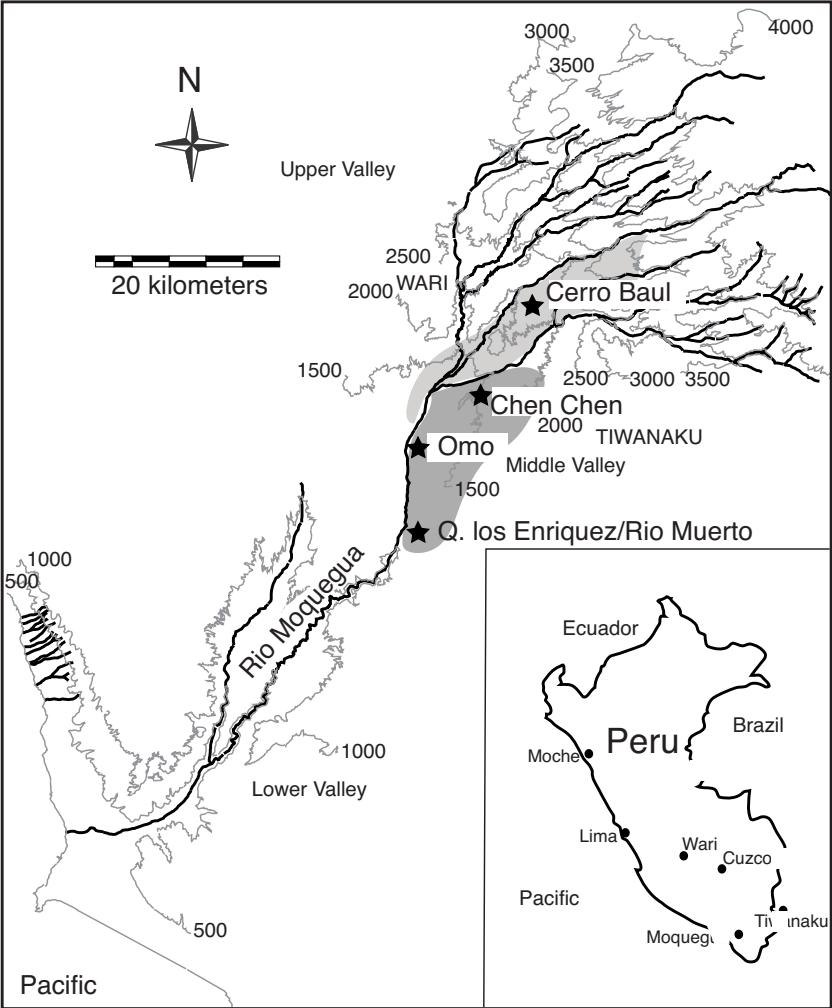 3000
4000
3500
N
Upper Valley
2500
WARI
20 kilometers
2000
Cerro Baul
1500
2500 3000 3500
Chen Chen
2000
TIWANAKU
Omo
Middle Valley
1500
Q. los Enriquez/Rio Muerto
1000
500
Rio Moquegua
1000
Lower Valley
500
Pacific
Ecuador
Brazil
Peru
Moche
Lima
Wari
Cuzco
Pacific